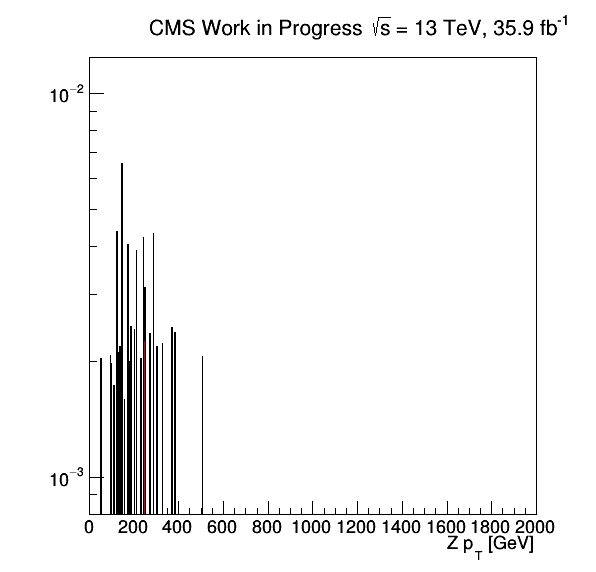 CMS Work in Progress √s = 13 TeV, 35.9 fb⁻¹
10⁻²
10⁻³
0 200 400 600 800 1000 1200 1400 1600 1800 2000
Z p_T [GeV]